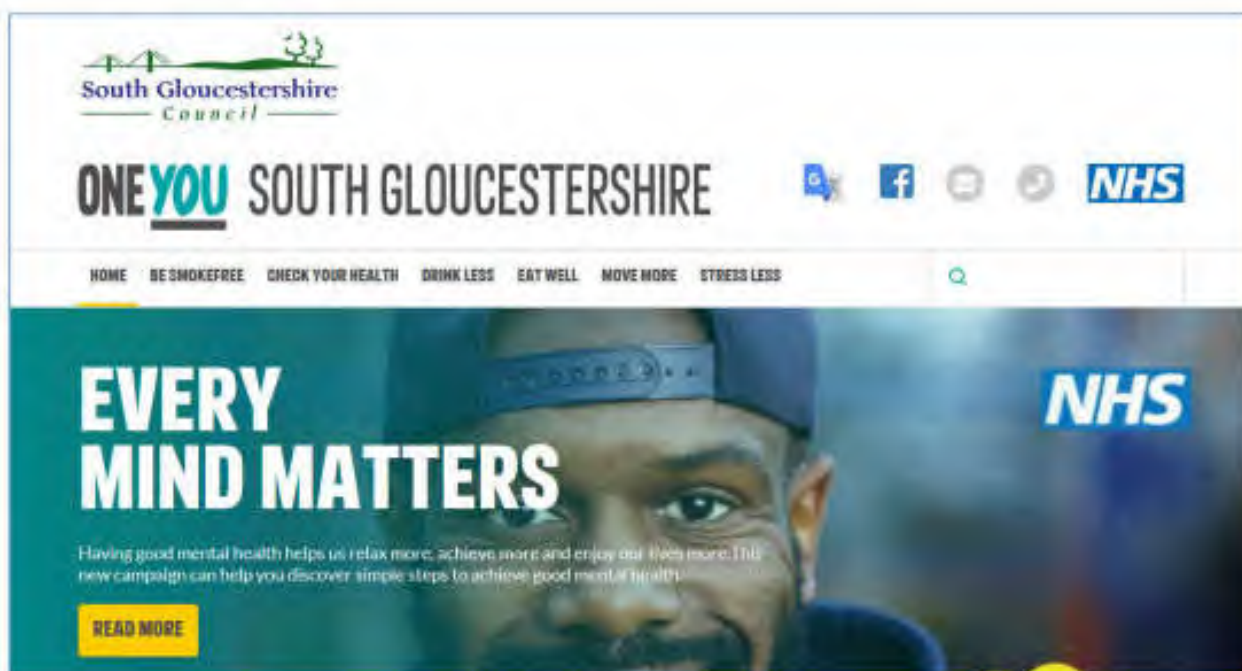 South Gloucestershire
Council
ONE YOU SOUTH GLOUCESTERSHIRE
G
f
NHS
HOME BE SMOKEFREE CHECK YOUR HEALTH DRINK LESS EAT WELL MOVE MORE STRESS LESS
EVERY
MIND MATTERS
NHS
Having good mental health helps us relax more, achieve more and enjoy our lives more. This
new campaign can help you discover simple steps to achieve good mental health.
READ MORE